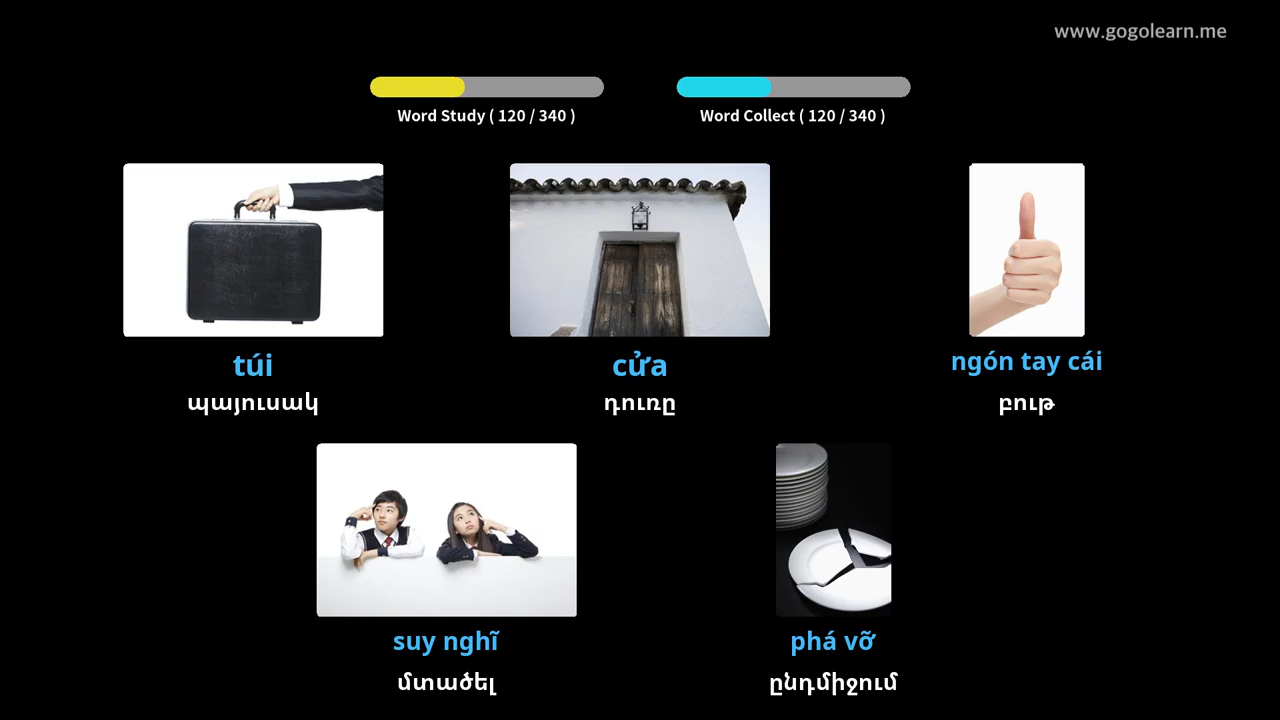 www.gogolearn.me
Word Study ( 120 / 340 )
Word Collect ( 120 / 340 )
túi
cửa
ngón tay cái
պայուսակ
դուռը
բութ
suy nghĩ
phá vỡ
մտածել
ընդմիջում